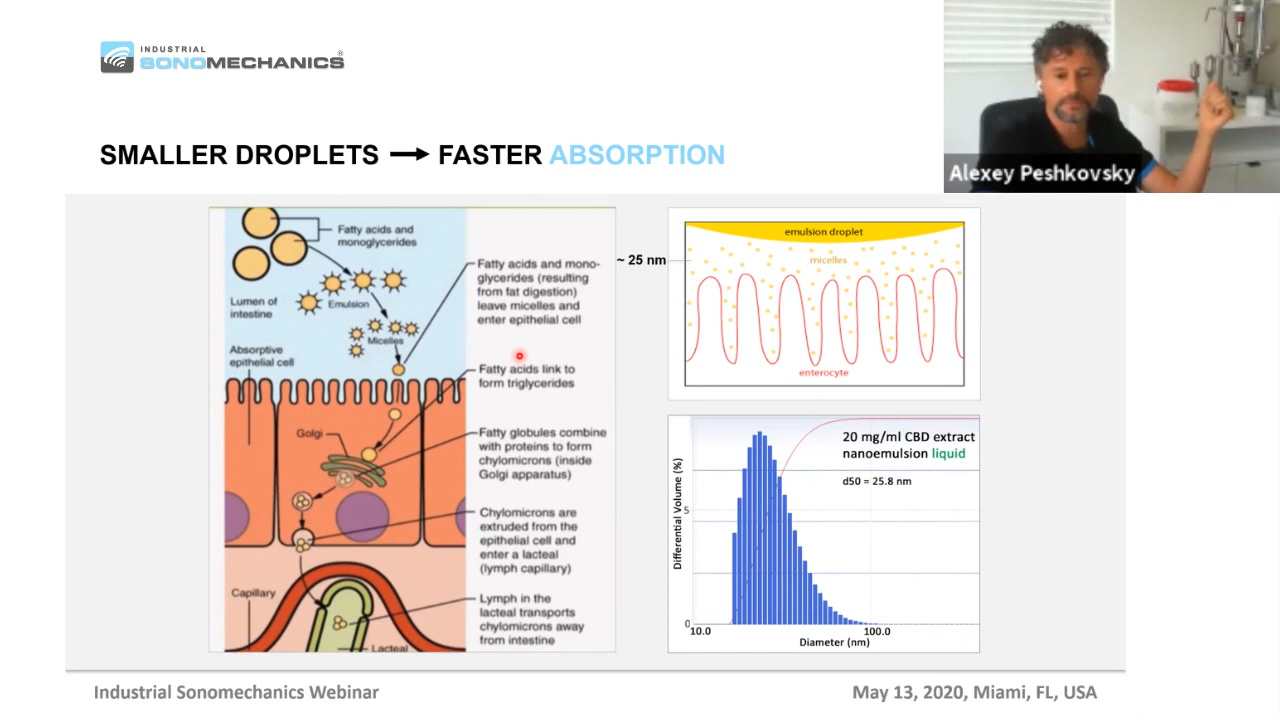 INDUSTRIAL
SONOMECHANICS®
Alexey Peshkovsky
SMALLER DROPLETS → FASTER ABSORPTION
Fatty acids and
monoglycerides
Lumen of
intestine
Emulsion
Micelles
Absorptive
epithelial cell
Golgi
Capillary
Lacteal
Fatty acids and mono-
glycerides (resulting
from fat digestion)
leave micelles and
enter epithelial cell
Fatty acids link to
form triglycerides
Fatty globules combine
with proteins to form
chylomicrons (inside
Golgi apparatus)
Chylomicrons are
extruded from the
epithelial cell and
enter a lacteal
(lymph capillary)
Lymph in the
lacteal transports
chylomicrons away
from intestine
~ 25 nm
emulsion droplet
micelles
enterocyte
20 mg/ml CBD extract
nanoemulsion liquid
d50 = 25.8 nm
Differential Volume (%)
5
0
10.0
100.0
Diameter (nm)
Industrial Sonomechanics Webinar
May 13, 2020, Miami, FL, USA